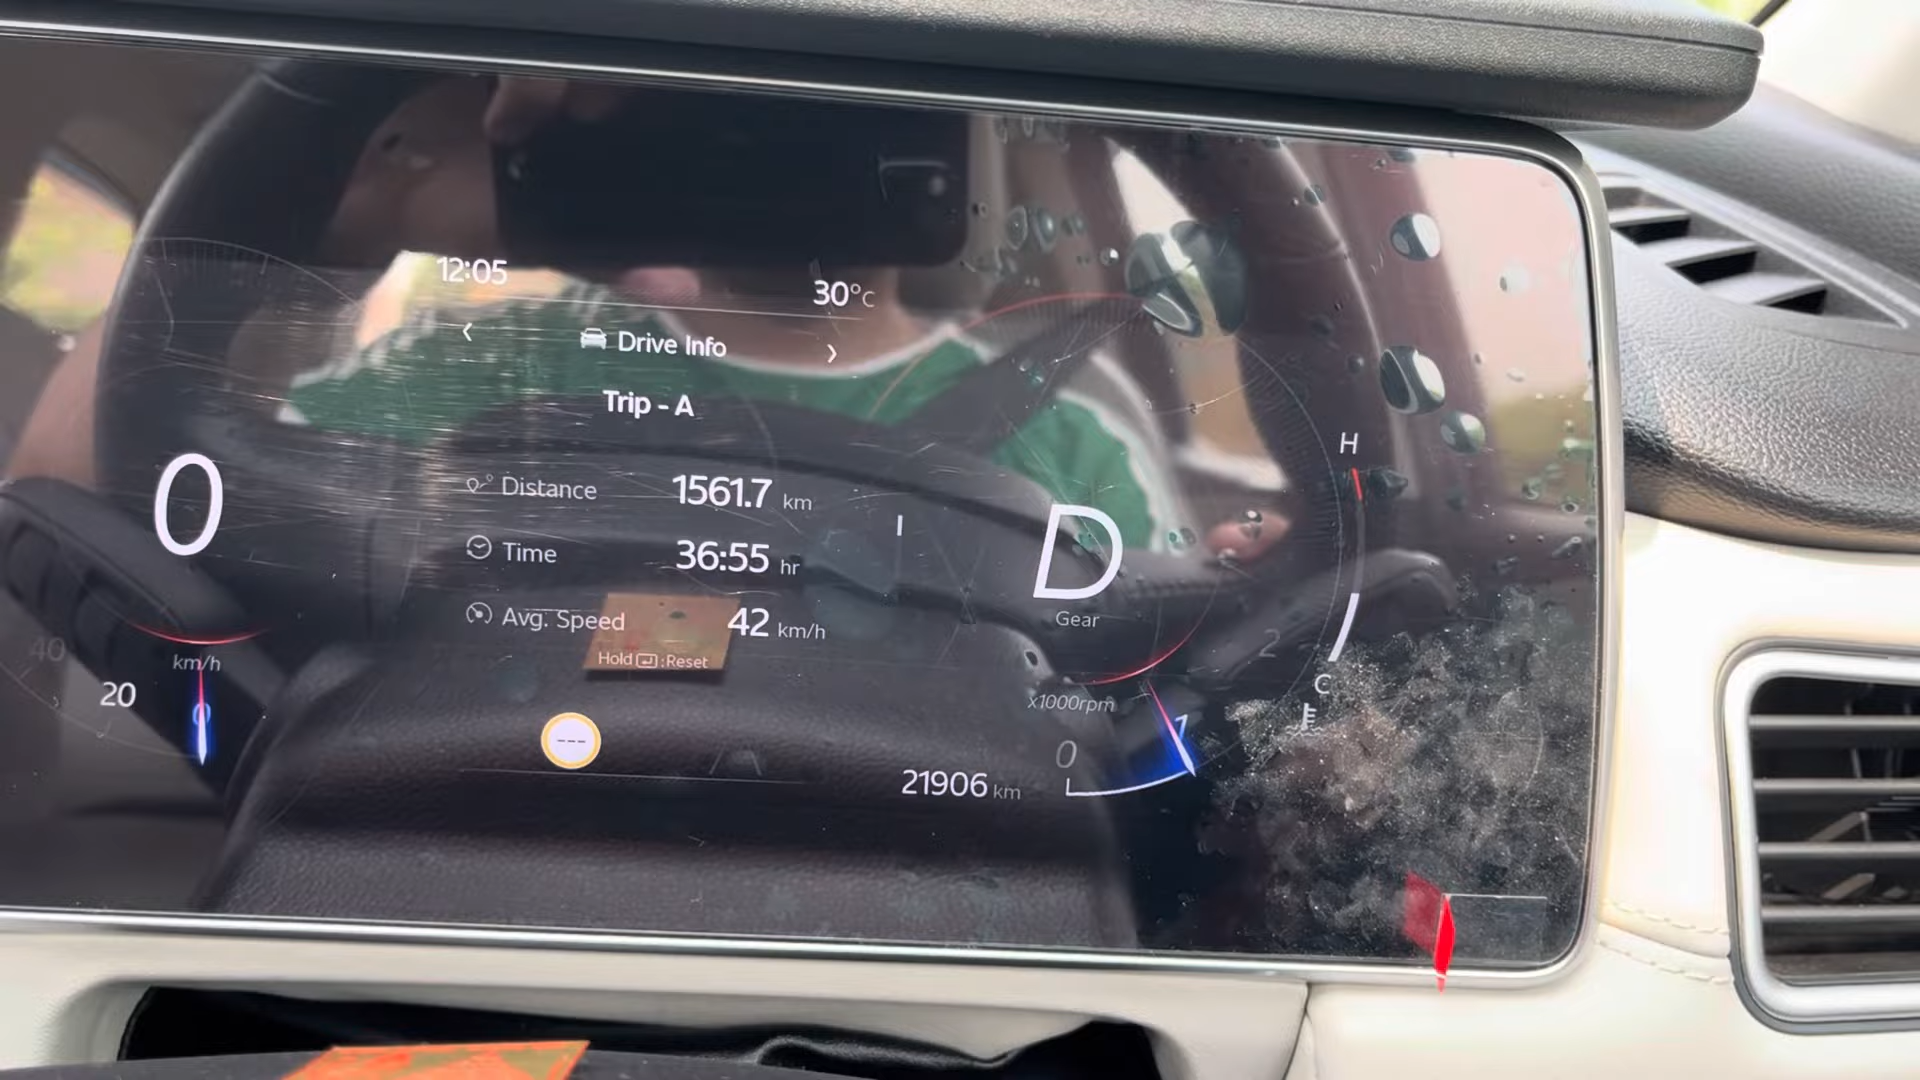 12:05
30°C
Drive Info
Trip - A
Distance 1561.7 km
Time 36:55 hr
Avg. Speed 42 km/h
Hold :Reset
0
km/h
40
20
0
---
21906 km
D
Gear
x1000rpm
0
1
2
H
C